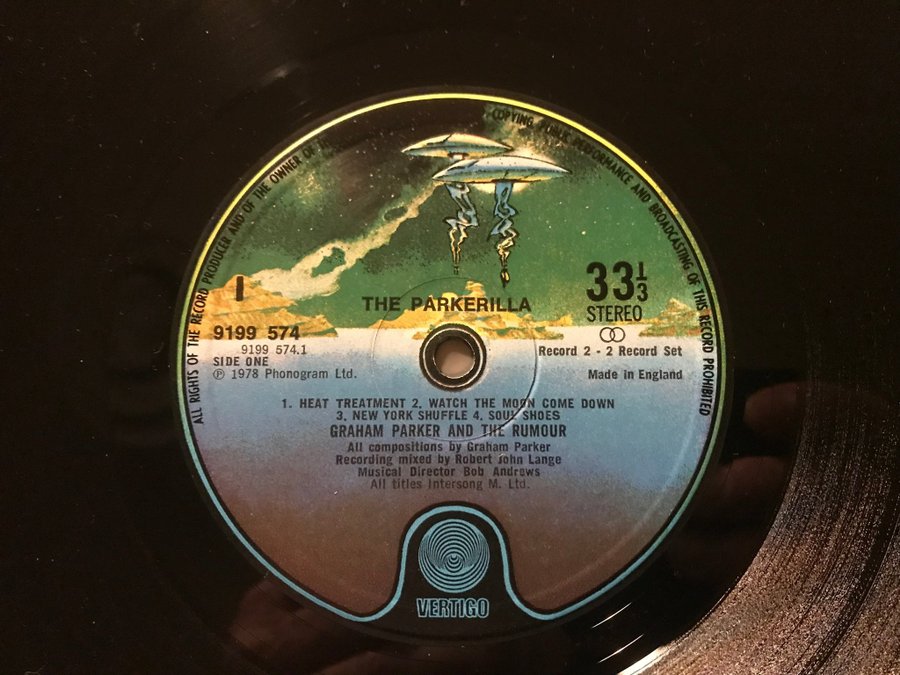 ALL RIGHTS OF THE RECORD PRODUCER AND OF THE OWNER OF THE
COPYING, PUBLIC PERFORMANCE AND BROADCASTING OF THIS RECORD PROHIBITED
I
THE PARKERILLA
33 1/3
STEREO
9199 574
9199 574.1
SIDE ONE
℗ 1978 Phonogram Ltd.
Record 2 - 2 Record Set
Made in England
1. HEAT TREATMENT 2. WATCH THE MOON COME DOWN
3. NEW YORK SHUFFLE 4. SOUL SHOES
GRAHAM PARKER AND THE RUMOUR
All compositions by Graham Parker
Recording mixed by Robert John Lange
Musical Director Bob Andrews
All titles Intersong M. Ltd.
VERTIGO